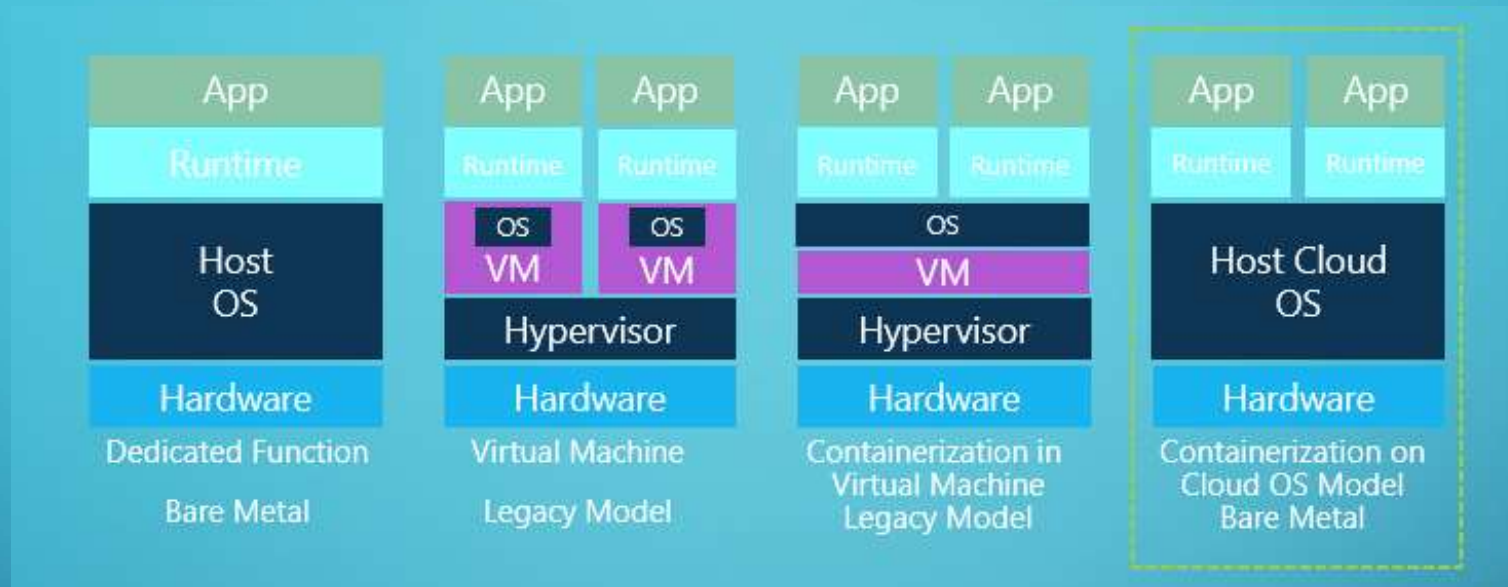 App
Runtime
Host
OS
Hardware
Dedicated Function
Bare Metal
App App
Runtime Runtime
OS OS
VM VM
Hypervisor
Hardware
Virtual Machine
Legacy Model
App App
Runtime Runtime
OS
VM
Hypervisor
Hardware
Containerization in
Virtual Machine
Legacy Model
App App
Runtime Runtime
Host Cloud
OS
Hardware
Containerization on
Cloud OS Model
Bare Metal